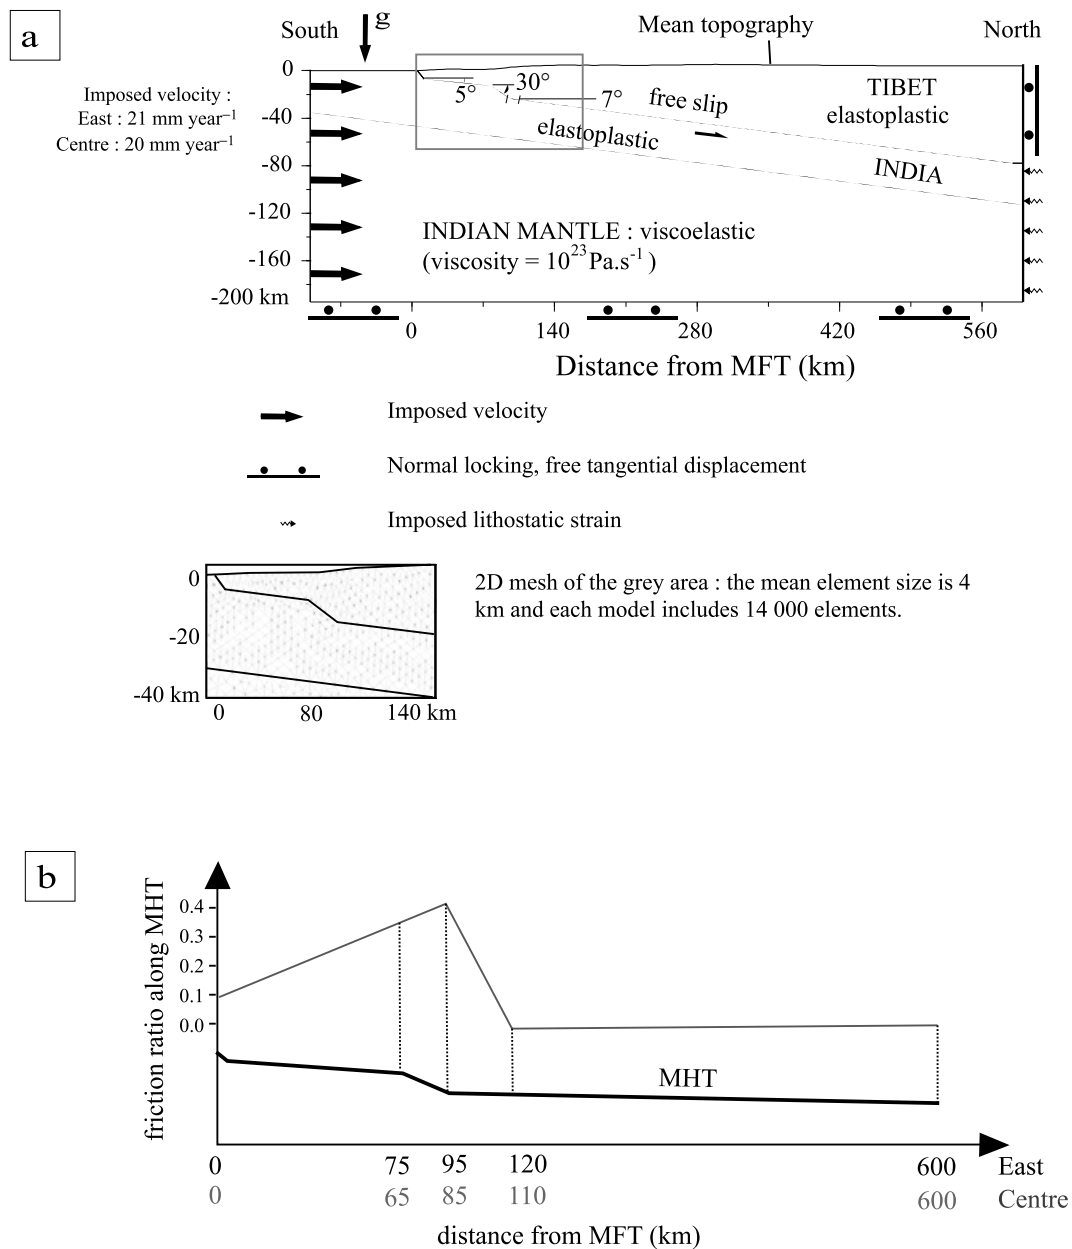 a
South
g
Mean topography
North
0
-40
-80
-120
-160
-200 km
Imposed velocity :
East : 21 mm year⁻¹
Centre : 20 mm year⁻¹
5°
30°
7°
free slip
elastoplastic
TIBET
elastoplastic
INDIA
INDIAN MANTLE : viscoelastic
(viscosity = 10²³Pa.s⁻¹ )
0 140 280 420 560
Distance from MFT (km)
Imposed velocity
Normal locking, free tangential displacement
Imposed lithostatic strain
0
-20
-40 km
0 80 140 km
2D mesh of the grey area : the mean element size is 4
km and each model includes 14 000 elements.
b
friction ratio along MHT
0.4
0.3
0.2
0.1
0.0
MHT
0 75 95 120 600 East
0 65 85 110 600 Centre
distance from MFT (km)